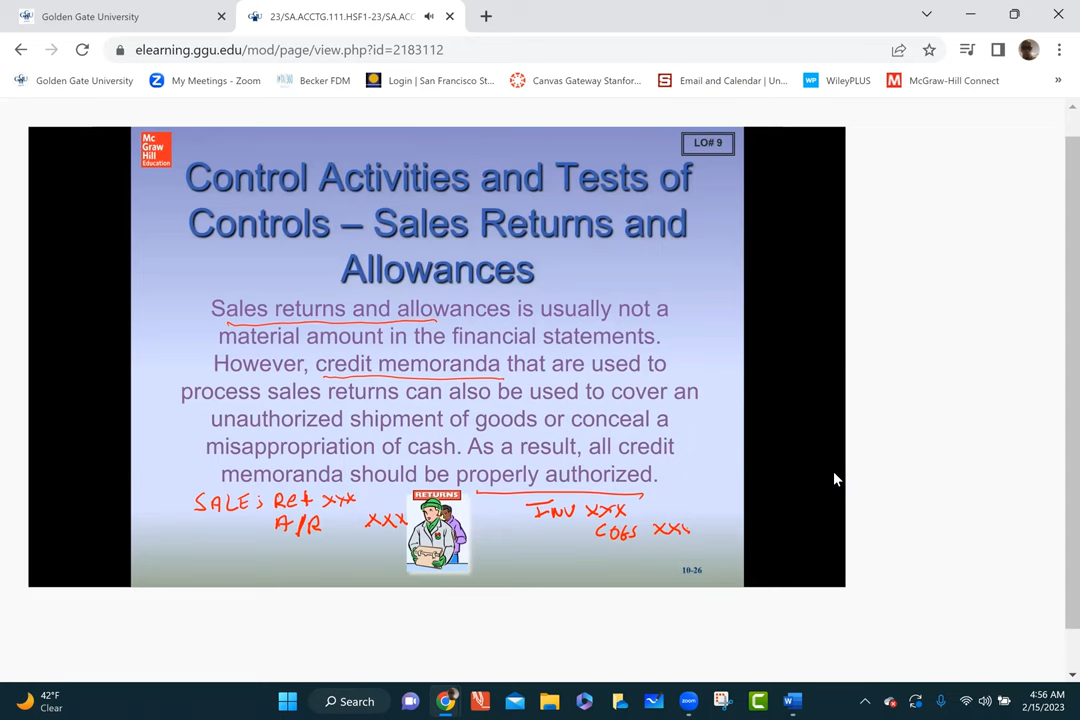 Golden Gate University
23/SA.ACCTG.111.HSF1-23/SA.ACC
elearning.ggu.edu/mod/page/view.php?id=2183112
Golden Gate University
My Meetings - Zoom
Becker FDM
Login | San Francisco St...
Canvas Gateway Stanfor...
Email and Calendar | Un...
WP
WileyPLUS
McGraw-Hill Connect
Mc
Graw
Hill
Education
LO# 9
Control Activities and Tests of
Controls – Sales Returns and
Allowances
Sales returns and allowances is usually not a
material amount in the financial statements.
However, credit memoranda that are used to
process sales returns can also be used to cover an
unauthorized shipment of goods or conceal a
misappropriation of cash. As a result, all credit
memoranda should be properly authorized.
SALES Ret XXX
A/R XXX
RETURNS
INV XXX
COGS XXX
10-26
42°F
Clear
Search
zoom
4:56 AM
2/15/2023